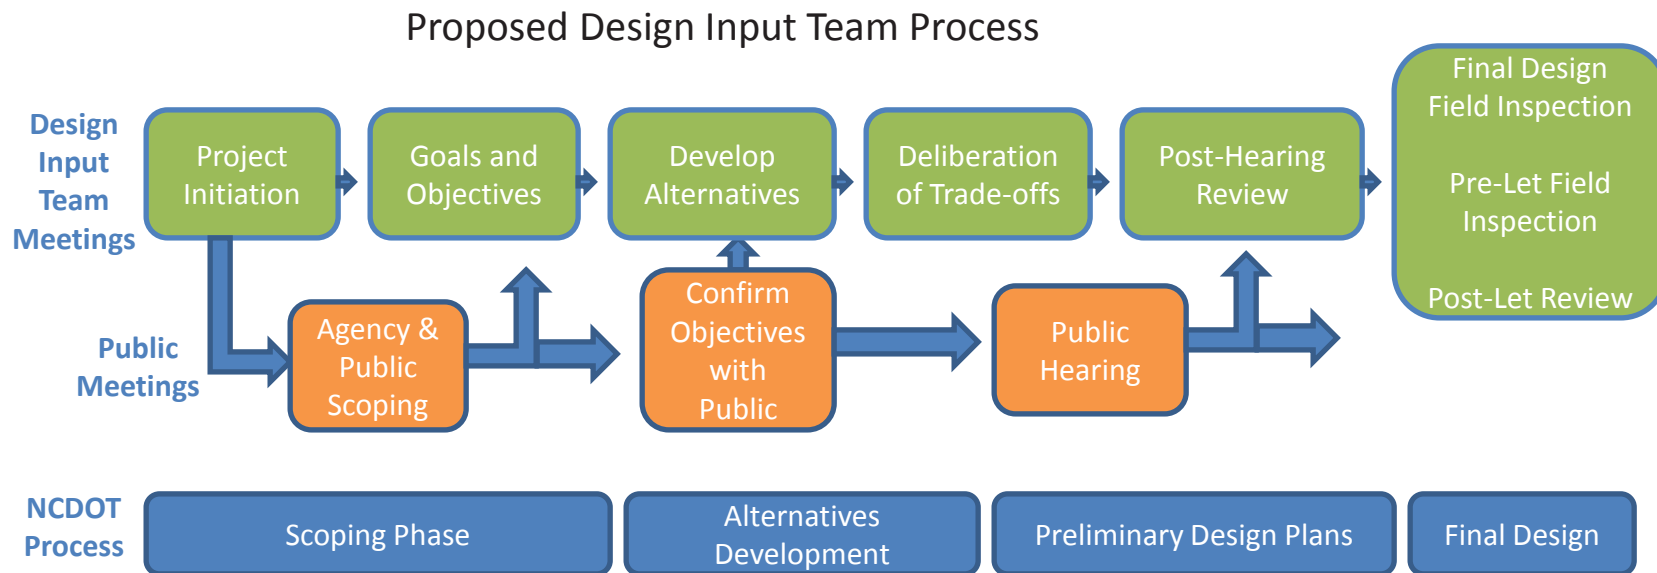 Proposed Design Input Team Process
Design
Input
Team
Meetings
Project
Initiation
Goals and
Objectives
Develop
Alternatives
Deliberation
of Trade-offs
Post-Hearing
Review
Final Design
Field Inspection
Pre-Let Field
Inspection
Post-Let Review
Public
Meetings
Agency &
Public
Scoping
Confirm
Objectives
with
Public
Public
Hearing
NCDOT
Process
Scoping Phase
Alternatives
Development
Preliminary Design Plans
Final Design